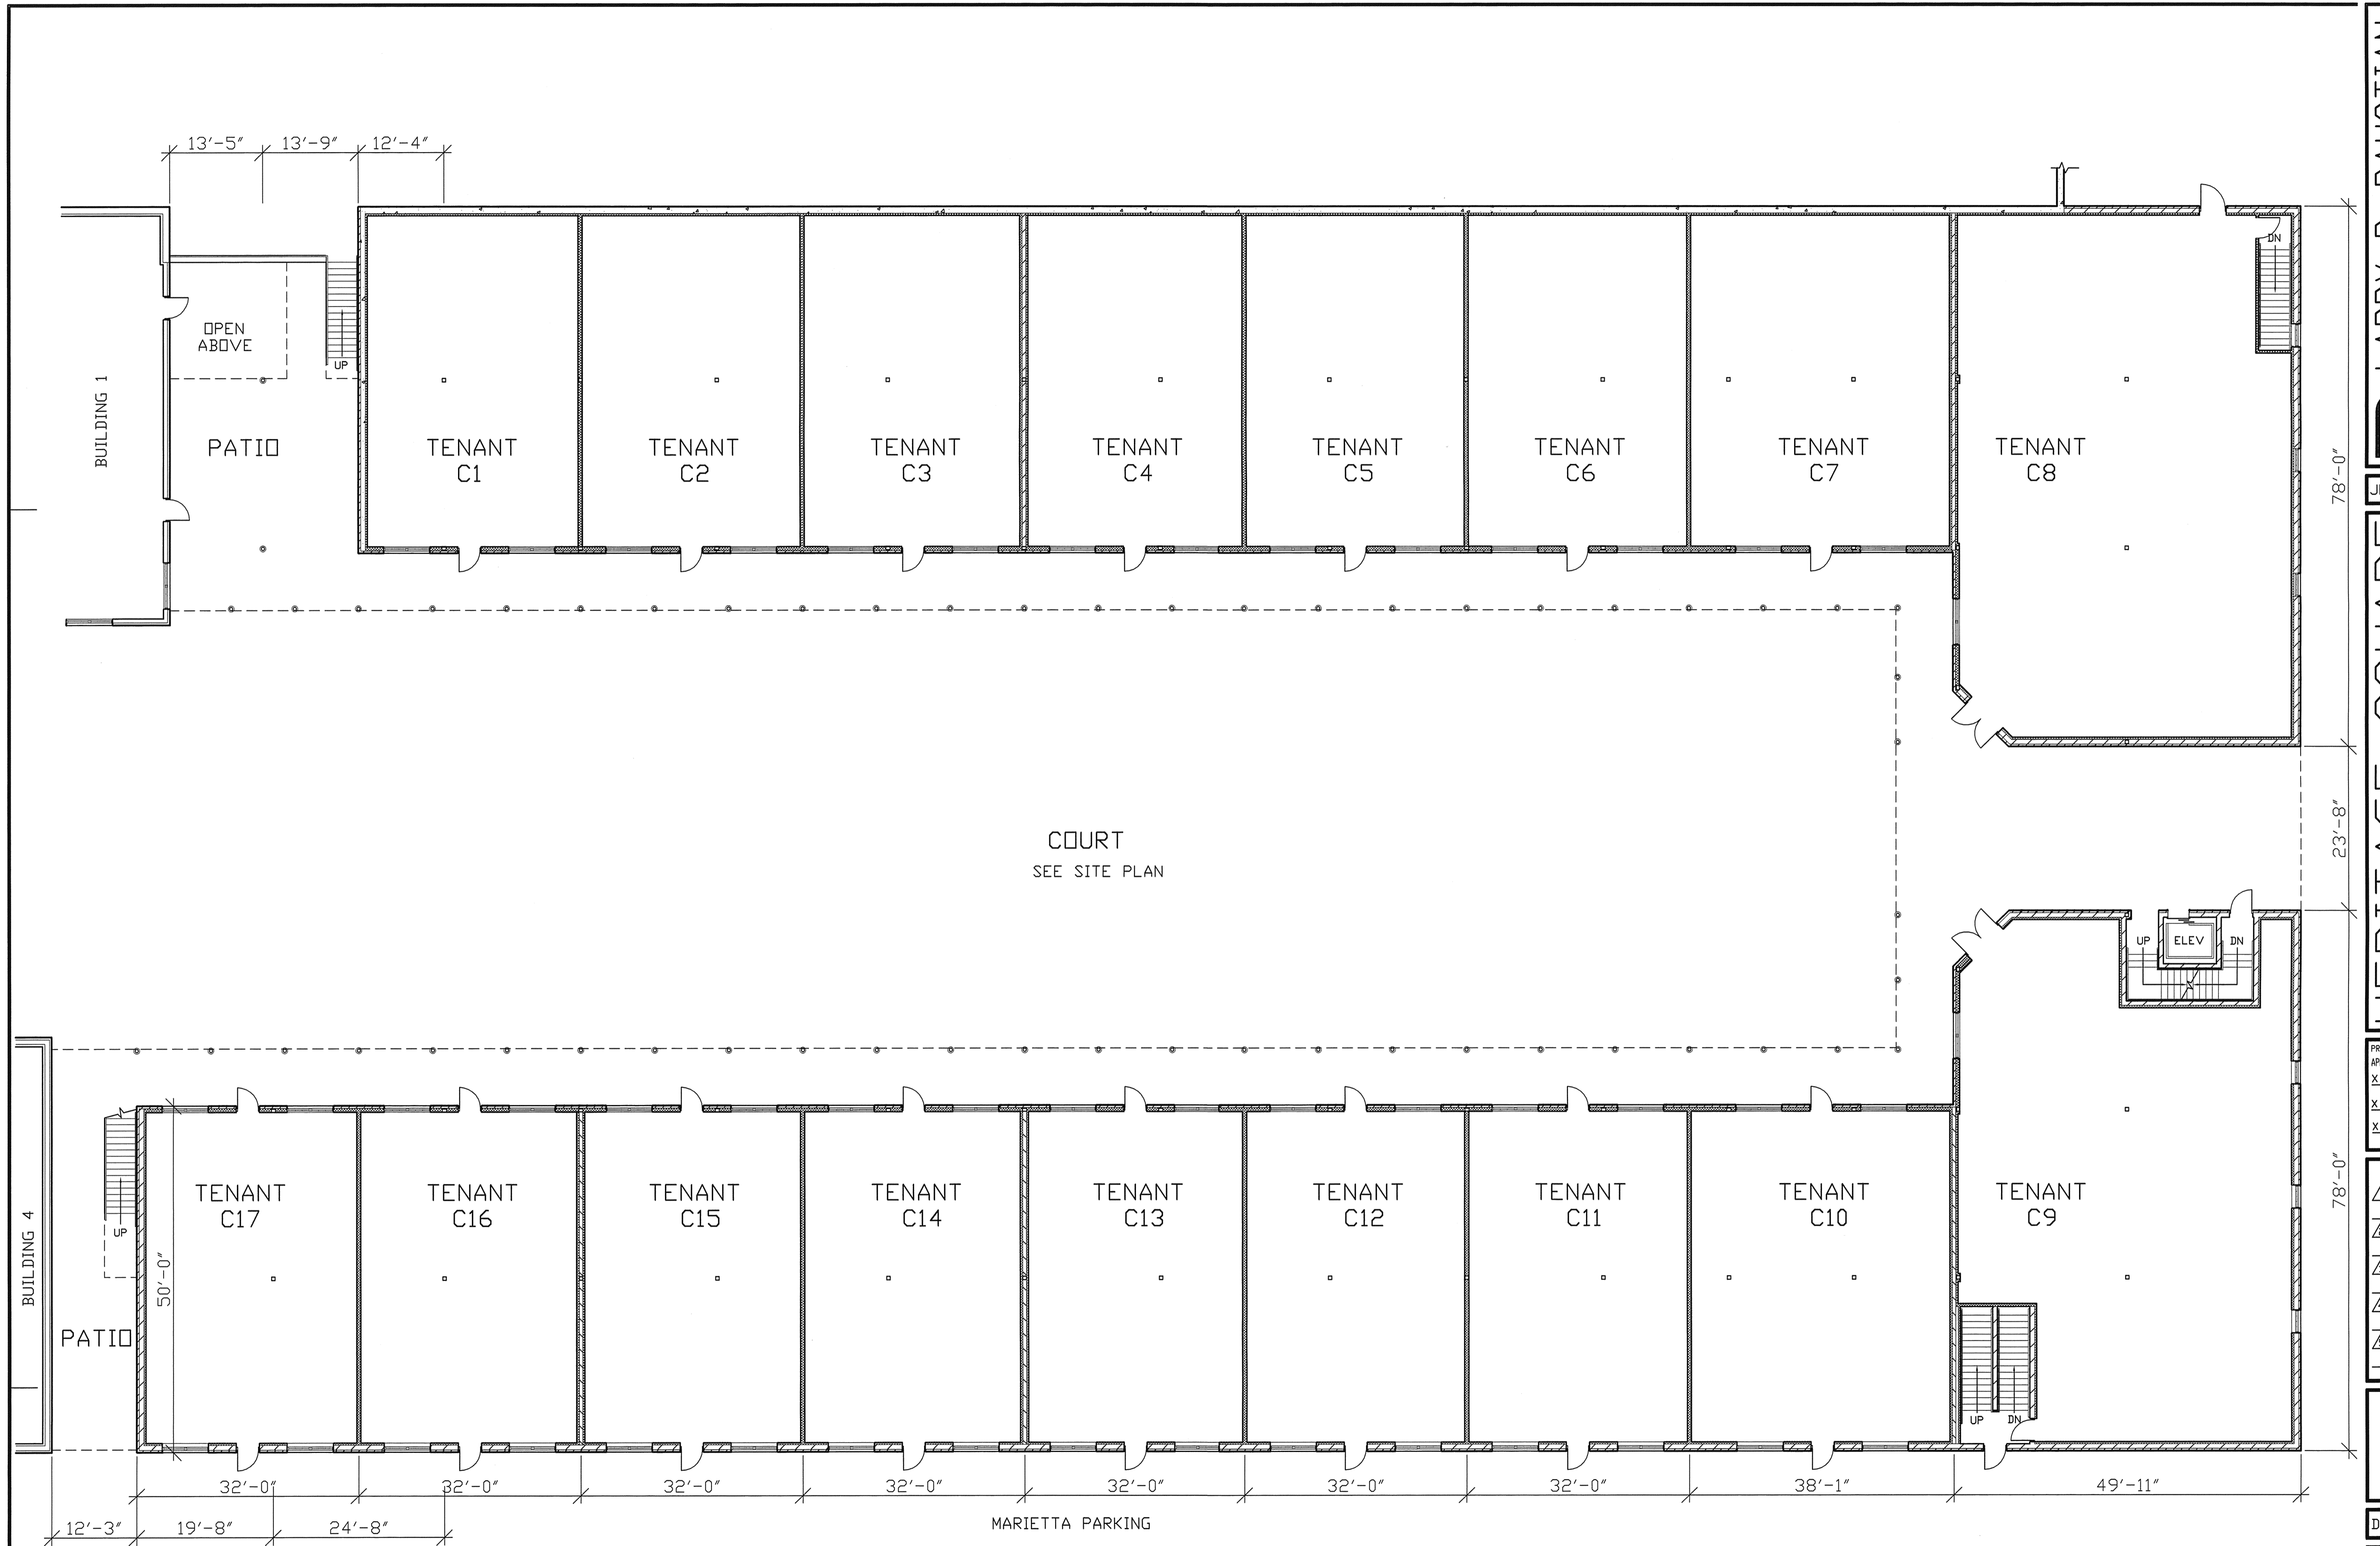 13'-5"
13'-9"
12'-4"
DN
OPEN
ABOVE
UP
BUILDING 1
PATIO
TENANT
C1
TENANT
C2
TENANT
C3
TENANT
C4
TENANT
C5
TENANT
C6
TENANT
C7
TENANT
C8
78'-0"
COURT
SEE SITE PLAN
23'-8"
UP
ELEV
DN
TENANT
C17
TENANT
C16
TENANT
C15
TENANT
C14
TENANT
C13
TENANT
C12
TENANT
C11
TENANT
C10
TENANT
C9
78'-0"
UP
BUILDING 4
50'-0"
PATIO
UP
DN
32'-0"
32'-0"
32'-0"
32'-0"
32'-0"
32'-0"
32'-0"
38'-1"
49'-11"
12'-3"
19'-8"
24'-8"
MARIETTA PARKING
PR
AP
X
X
X
D